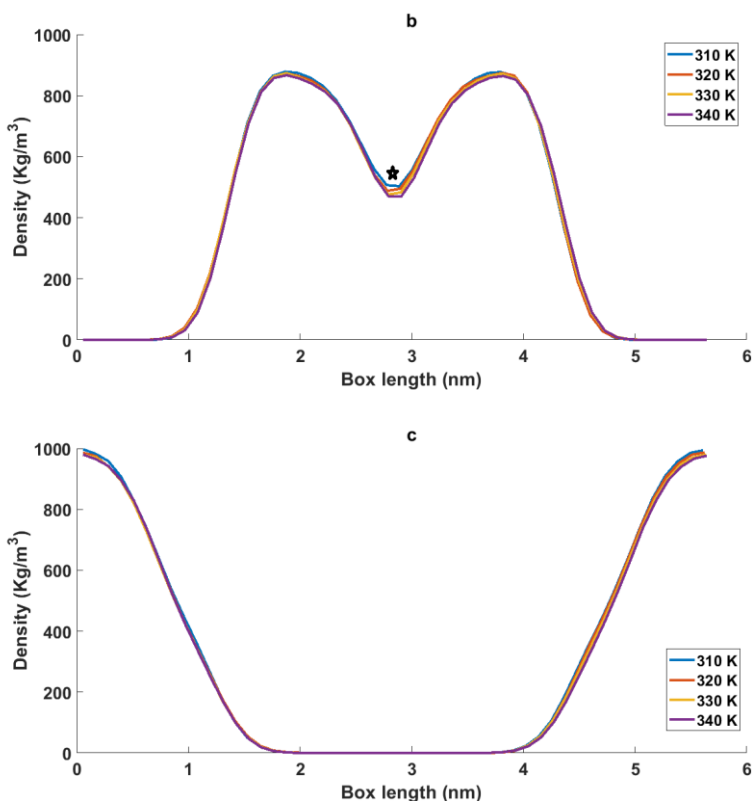 b
1000
800
600
400
200
0
Density (Kg/m³)
310 K
320 K
330 K
340 K
0 1 2 3 4 5 6
Box length (nm)
c
1000
800
600
400
200
0
Density (Kg/m³)
310 K
320 K
330 K
340 K
0 1 2 3 4 5 6
Box length (nm)